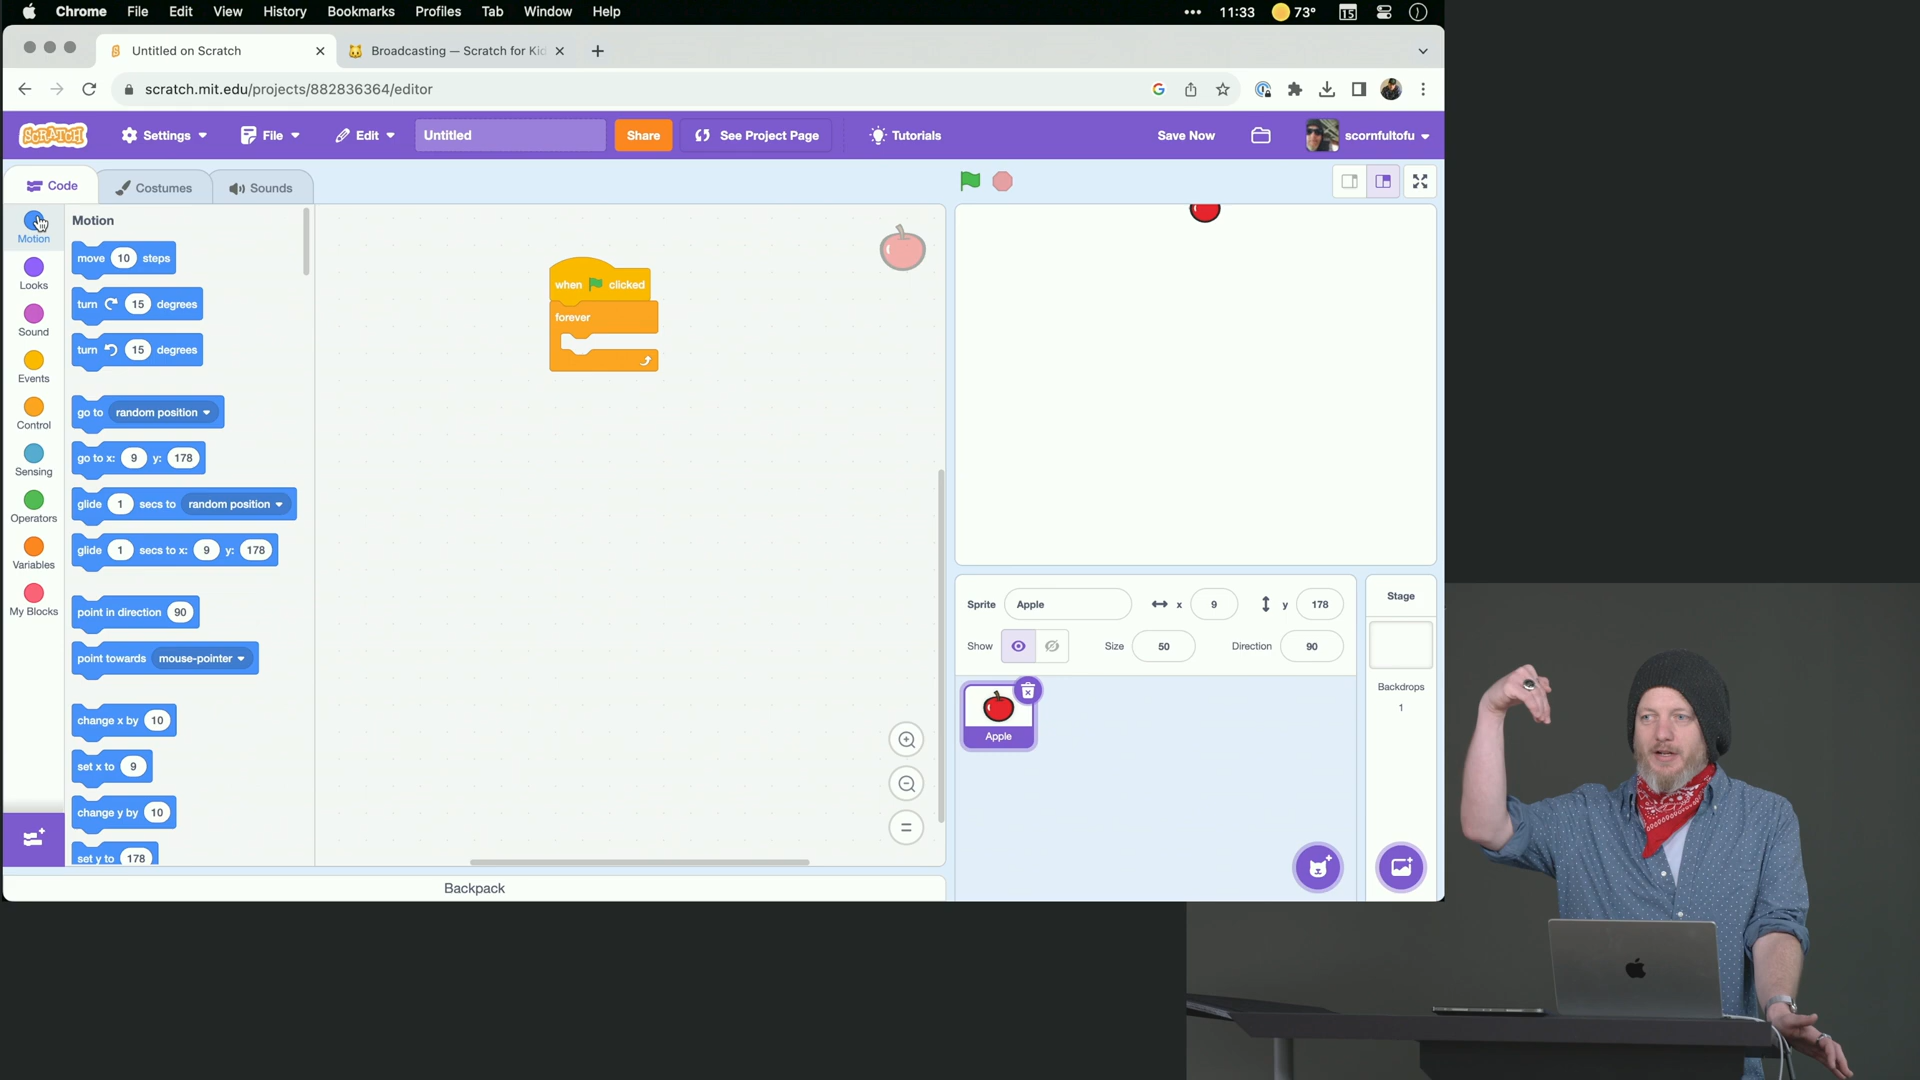 Chrome File Edit View History Bookmarks Profiles Tab Window Help 11:33 73° 15
Untitled on Scratch Broadcasting — Scratch for Kid
scratch.mit.edu/projects/882836364/editor
SCRATCH Settings File Edit Untitled Share See Project Page Tutorials Save Now scornfultofu
Code Costumes Sounds
Motion
Looks
Sound
Events
Control
Sensing
Operators
Variables
My Blocks
Motion
move 10 steps
turn 15 degrees
turn 15 degrees
go to random position
go to x: 9 y: 178
glide 1 secs to random position
glide 1 secs to x: 9 y: 178
point in direction 90
point towards mouse-pointer
change x by 10
set x to 9
change y by 10
set y to 178
when clicked
forever
Backpack
Sprite Apple x 9 y 178
Show Size 50 Direction 90
Apple
Stage
Backdrops
1